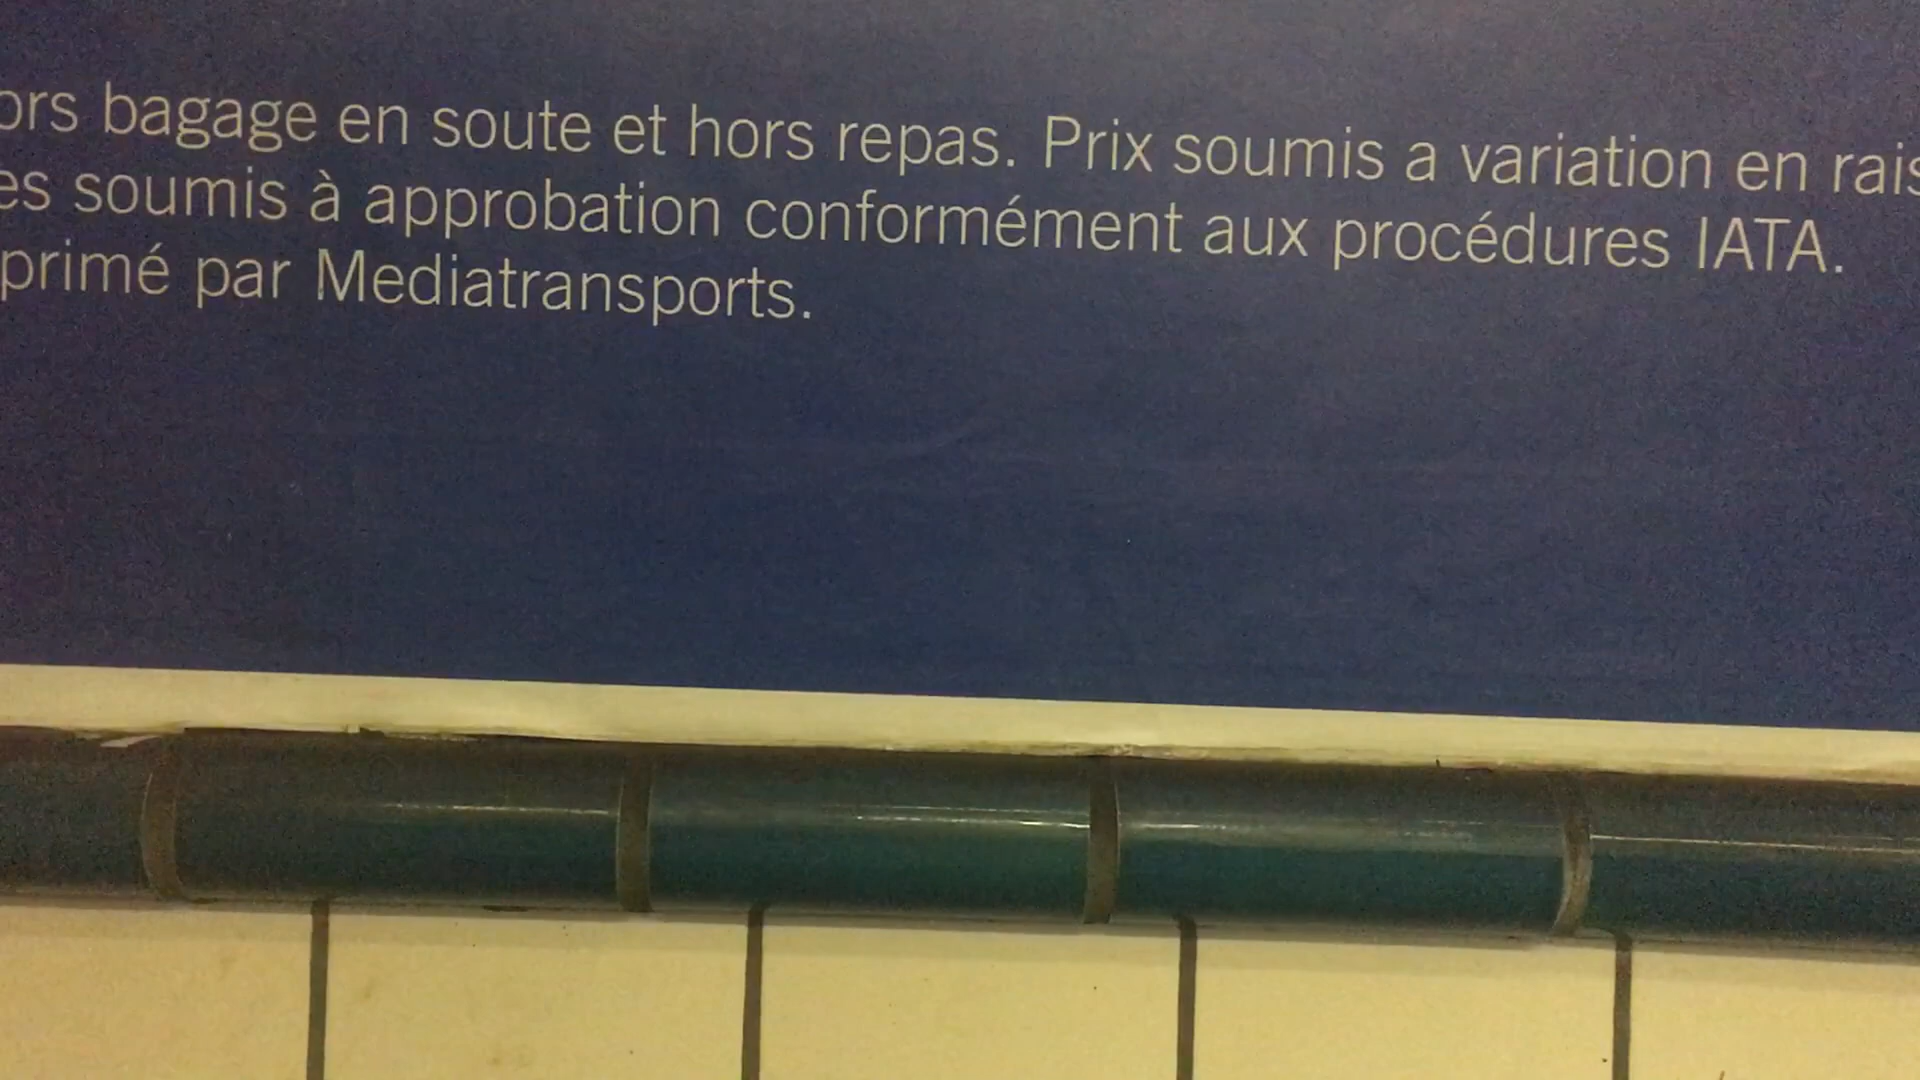 ors bagage en soute et hors repas. Prix soumis a variation en rais
es soumis à approbation conformément aux procédures IATA.
primé par Mediatransports.